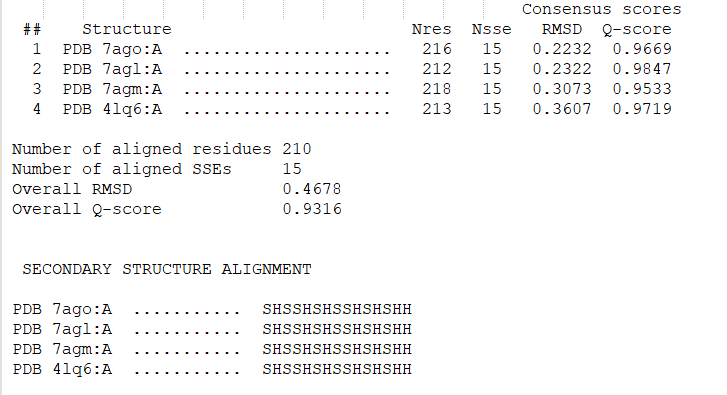 Consensus scores
## Structure Nres Nsse RMSD Q-score
1 PDB 7ago:A ..................... 216 15 0.2232 0.9669
2 PDB 7agl:A ..................... 212 15 0.2322 0.9847
3 PDB 7agm:A ..................... 218 15 0.3073 0.9533
4 PDB 4lq6:A ..................... 213 15 0.3607 0.9719
Number of aligned residues 210
Number of aligned SSEs 15
Overall RMSD 0.4678
Overall Q-score 0.9316
SECONDARY STRUCTURE ALIGNMENT
PDB 7ago:A ........... SHSSHSHSSHSHSHH
PDB 7agl:A ........... SHSSHSHSSHSHSHH
PDB 7agm:A ........... SHSSHSHSSHSHSHH
PDB 4lq6:A ........... SHSSHSHSSHSHSHH